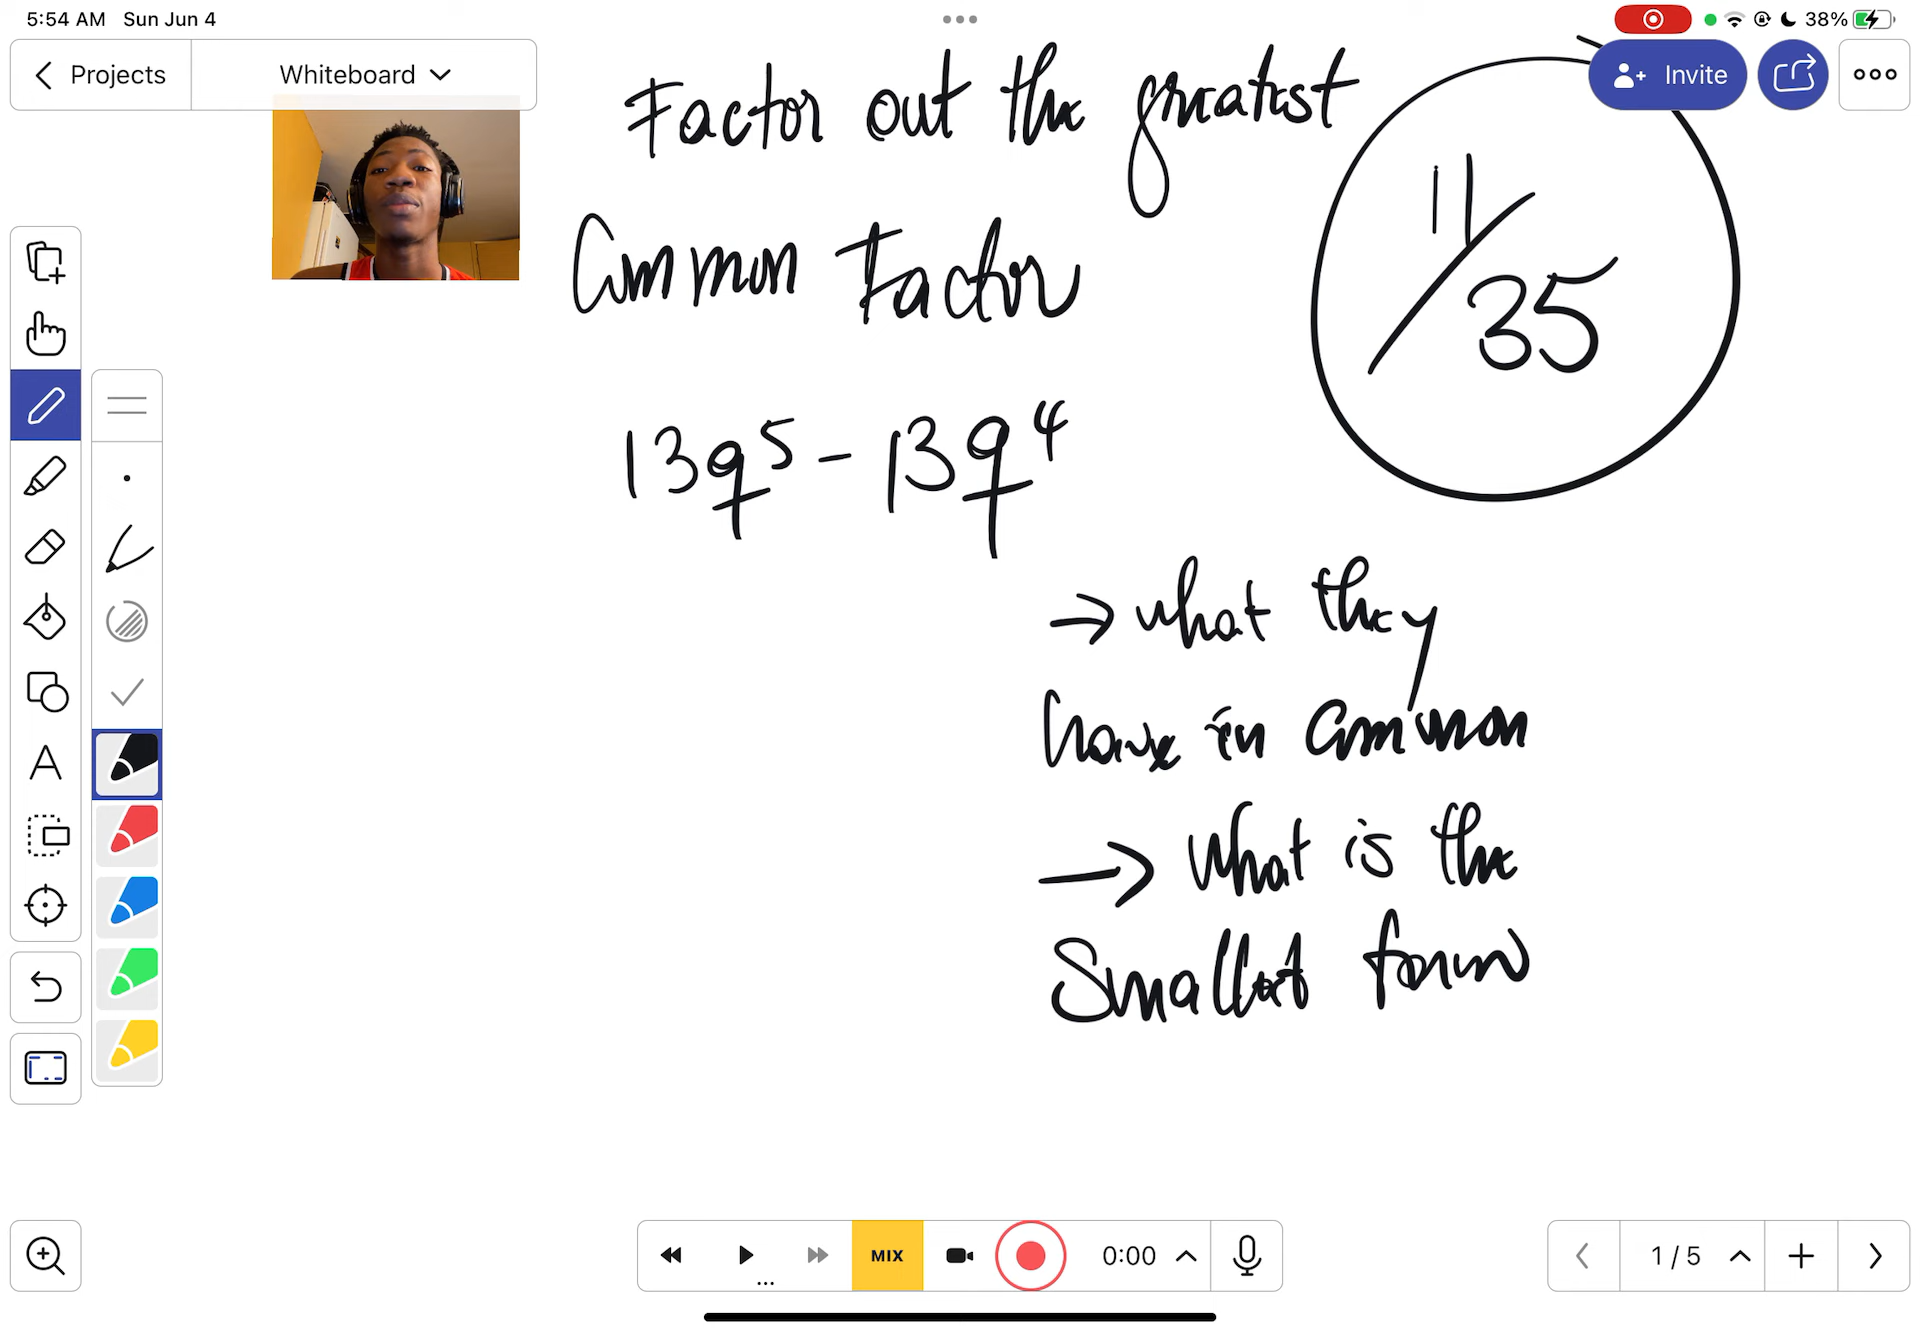 5:54 AM Sun Jun 4
38%
Projects
Whiteboard
Invite
Factor out the greatest
Common Factor
11/35
13q⁵ - 13q⁴
→ what they
have in common
→ what is the
Smallest form
A
MIX
0:00
1 / 5